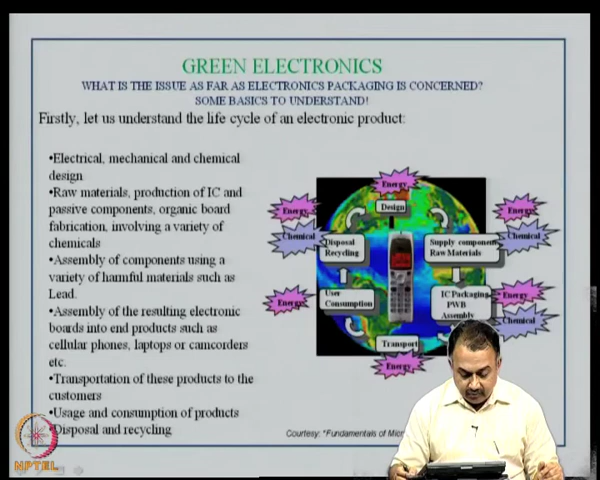 GREEN ELECTRONICS
WHAT IS THE ISSUE AS FAR AS ELECTRONICS PACKAGING IS CONCERNED?
SOME BASICS TO UNDERSTAND!
Firstly, let us understand the life cycle of an electronic product:
•Electrical, mechanical and chemical
design
•Raw materials, production of IC and
passive components, organic board
fabrication, involving a variety of
chemicals
•Assembly of components using a
variety of harmful materials such as
Lead.
•Assembly of the resulting electronic
boards into end products such as
cellular phones, laptops or camcorders
etc.
•Transportation of these products to the
customers
•Usage and consumption of products
•Disposal and recycling
Energy
Design
Energy
Energy
Chemical
Disposal
Recycling
Supply components
Raw Materials
Chemical
Energy
User
Consumption
IC Packaging
PWB
Assembly
Energy
Chemical
Transport
Energy
Courtesy: "Fundamentals of
NPTEL